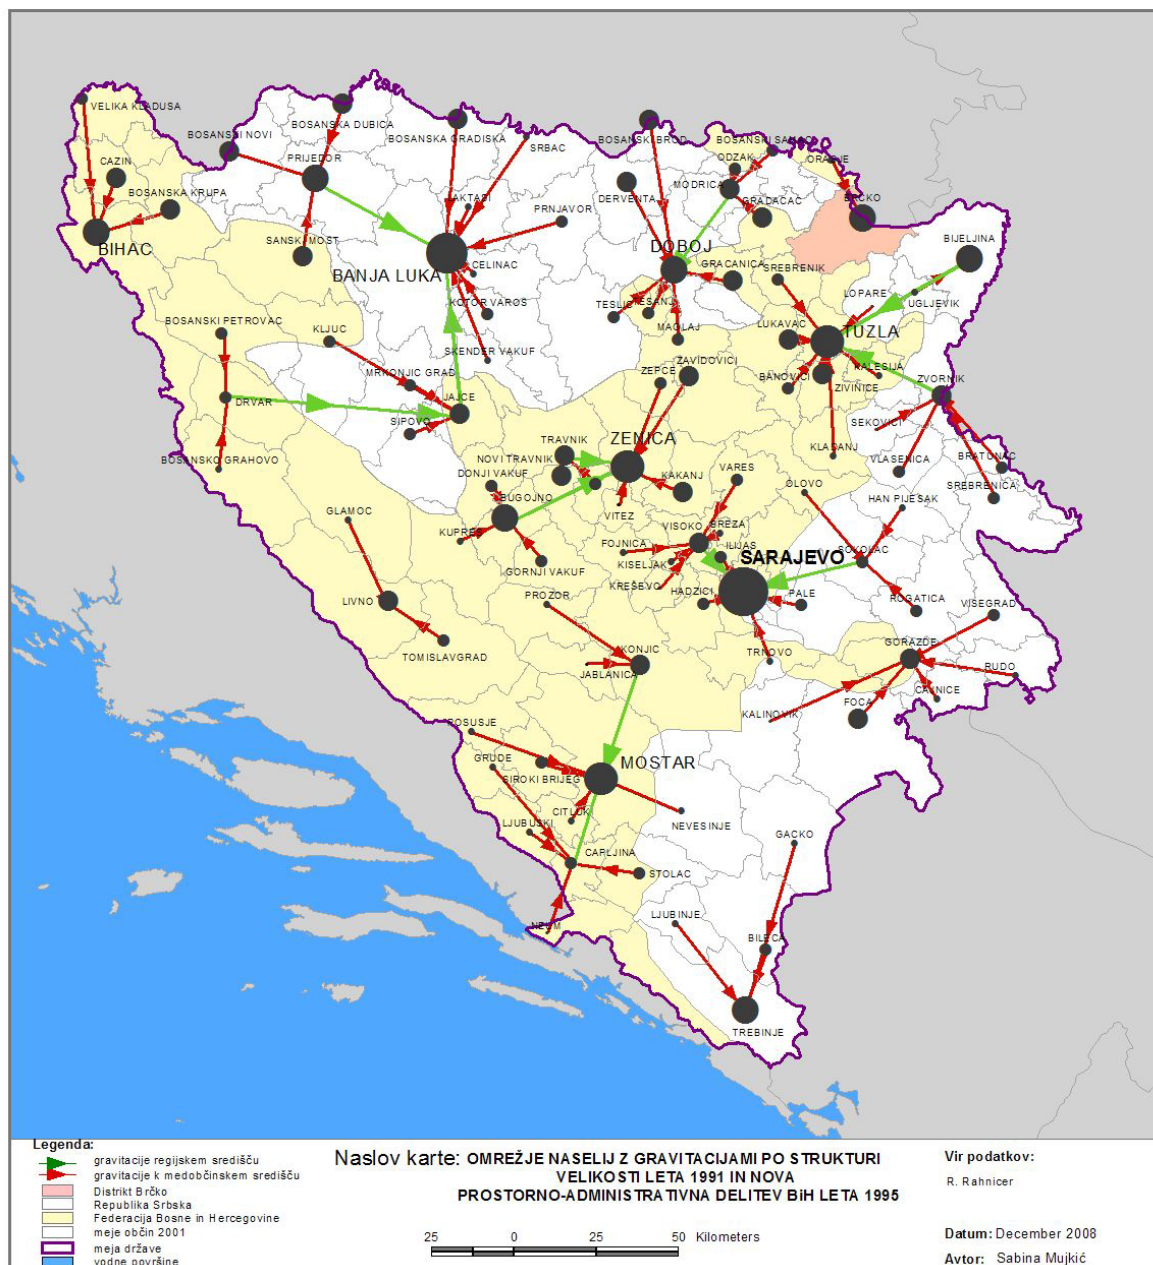 VELIKA KLADUSA
BOSANSKI NOVI
BOSANSKA DUBICA
BOSANSKA GRADISKA
SRBAC
BOSANSKI BROD
BOSANSKI SAMAC
ODZAK
ORASJE
CAZIN
PRIJEDOR
MODRICA
BOSANSKA KRUPA
LAKTASI
PRNJAVOR
DERVENTA
GRADACAC
BRCKO
BIHAC
SANSKI MOST
DOBOJ
BIJELJINA
BANJA LUKA
CELINAC
GRACANICA
SREBRENIK
KOTOR VAROS
TESLIC
TESANJ
LOPARE
UGLJEVIK
BOSANSKI PETROVAC
KLJUC
MAGLAJ
LUKAVAC
TUZLA
SKENDER VAKUF
ZAVIDOVICI
ZEPCE
MRKONJIC GRAD
BANOVICI
ZIVINICE
KALESIJA
ZVORNIK
DRVAR
JAJCE
SIPOVO
SEKOVICI
TRAVNIK
ZENICA
KLADANJ
BOSANSKO GRAHOVO
NOVI TRAVNIK
DONJI VAKUF
KAKANJ
VARES
VLASENICA
BRATUNAC
SREBRENICA
OLOVO
HAN PIJESAK
GLAMOC
BUGOJNO
VITEZ
KUPRES
VISOKO
BREZA
FOJNICA
ILIJAS
SARAJEVO
SOKOLAC
GORNJI VAKUF
KISELJAK
KREŠEVO
HADZICI
PALE
PROZOR
ROGATICA
VISEGRAD
LIVNO
TOMISLAVGRAD
KONJIC
JABLANICA
TRNOVO
GORAZDE
RUDO
CAJNICE
FOCA
KALINOVIK
POSUSJE
GRUDE
SIROKI BRIJEG
MOSTAR
CITLUK
LJUBUSKI
NEVESINJE
GACKO
CAPLJINA
STOLAC
NEUM
LJUBINJE
BILECA
TREBINJE
Legenda:
gravitacije regijskem središču
gravitacije k medobčinskem središču
Distrikt Brčko
Republika Srbska
Federacija Bosne in Hercegovine
meje občin 2001
meja države
vodne površine
Naslov karte: OMREŽJE NASELIJ Z GRAVITACIJAMI PO STRUKTURI
VELIKOSTI LETA 1991 IN NOVA
PROSTORNO-ADMINISTRATIVNA DELITEV BiH LETA 1995
25 0 25 50 Kilometers
Vir podatkov:
R. Rahnicer
Datum: December 2008
Avtor: Sabina Mujkić